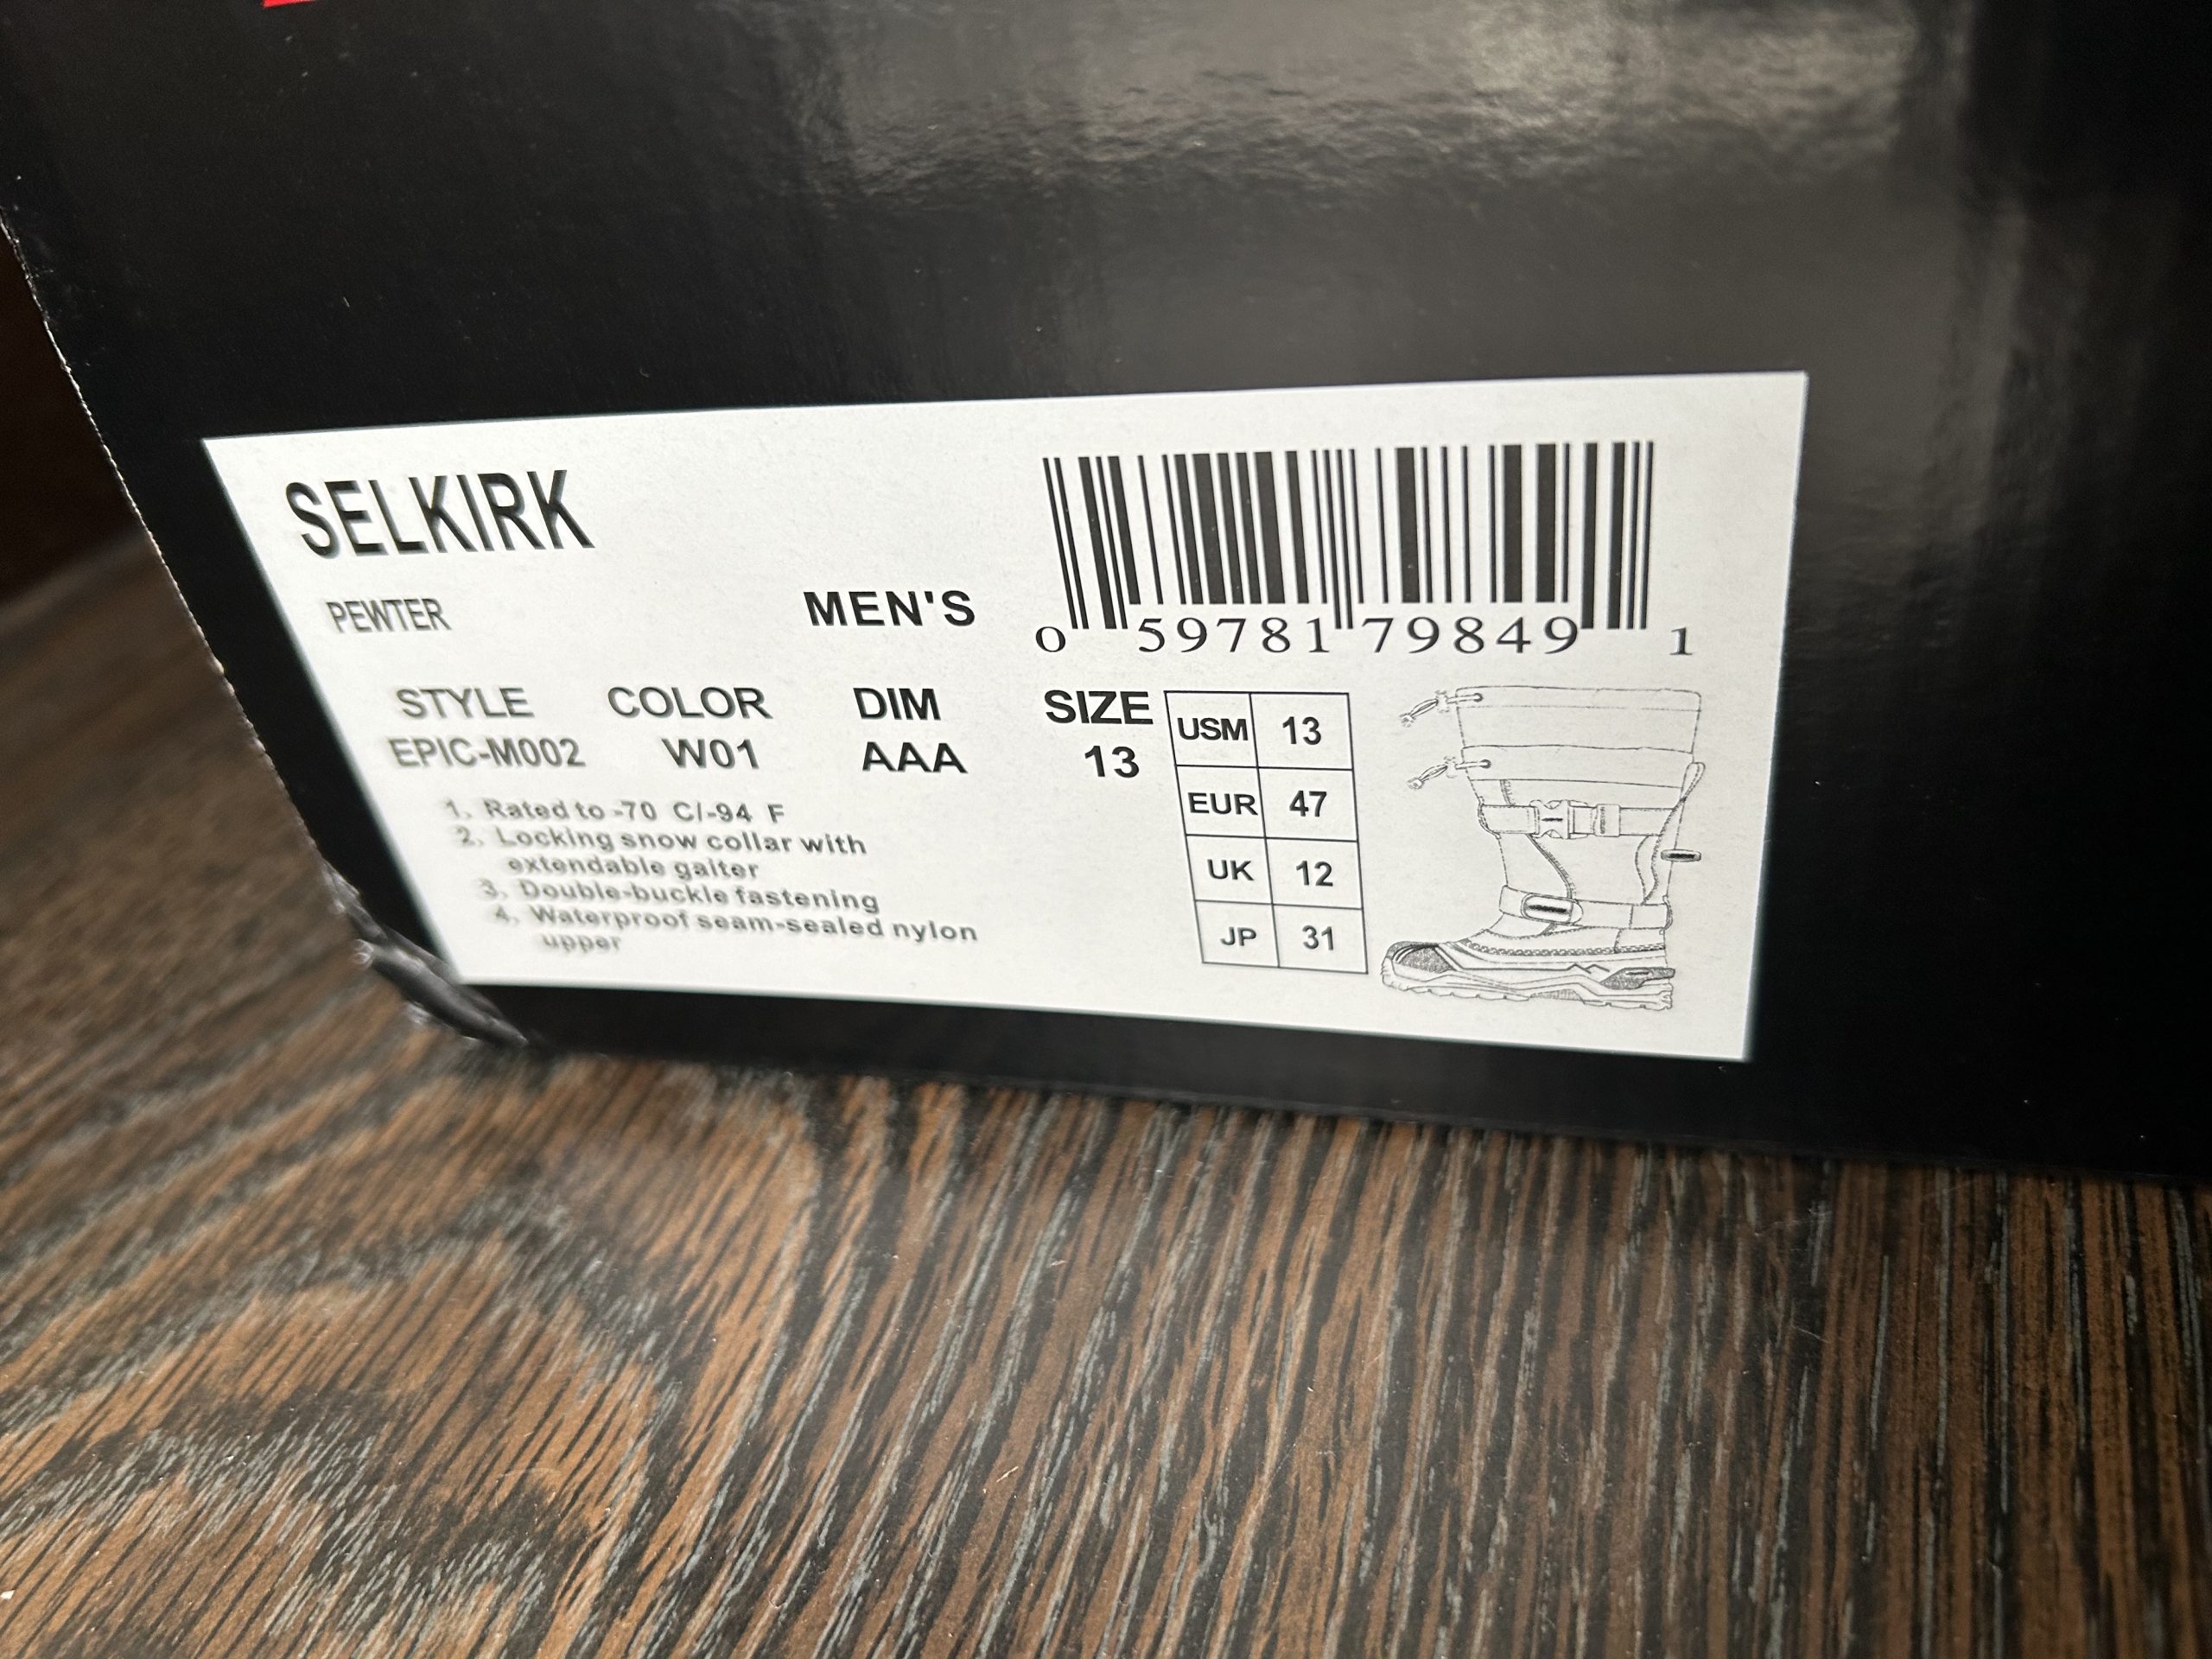 SELKIRK
PEWTER
MEN'S
0 59781 79849 1
STYLE COLOR DIM SIZE
EPIC-M002 W01 AAA 13
1. Rated to -70 C/-94 F
2. Locking snow collar with
extendable gaiter
3. Double-buckle fastening
4. Waterproof seam-sealed nylon
upper
USM 13
EUR 47
UK 12
JP 31